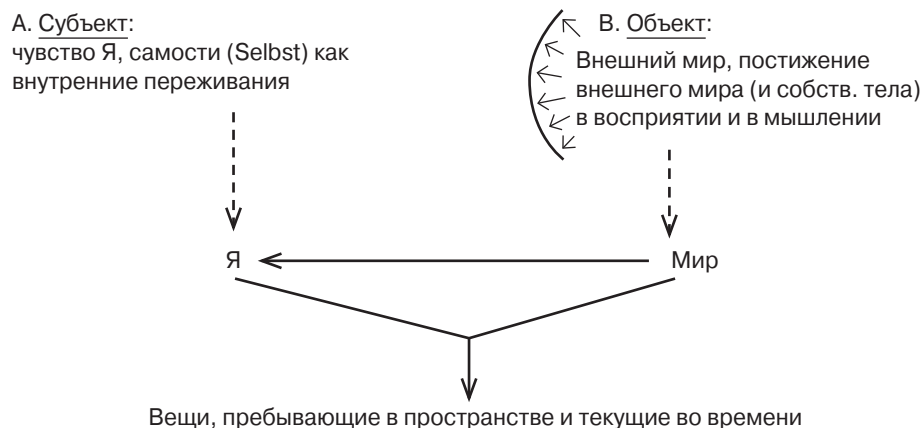 А. Субъект:
чувство Я, самости (Selbst) как
внутренние переживания
В. Объект:
Внешний мир, постижение
внешнего мира (и собств. тела)
в восприятии и в мышлении
Я
Мир
Вещи, пребывающие в пространстве и текущие во времени